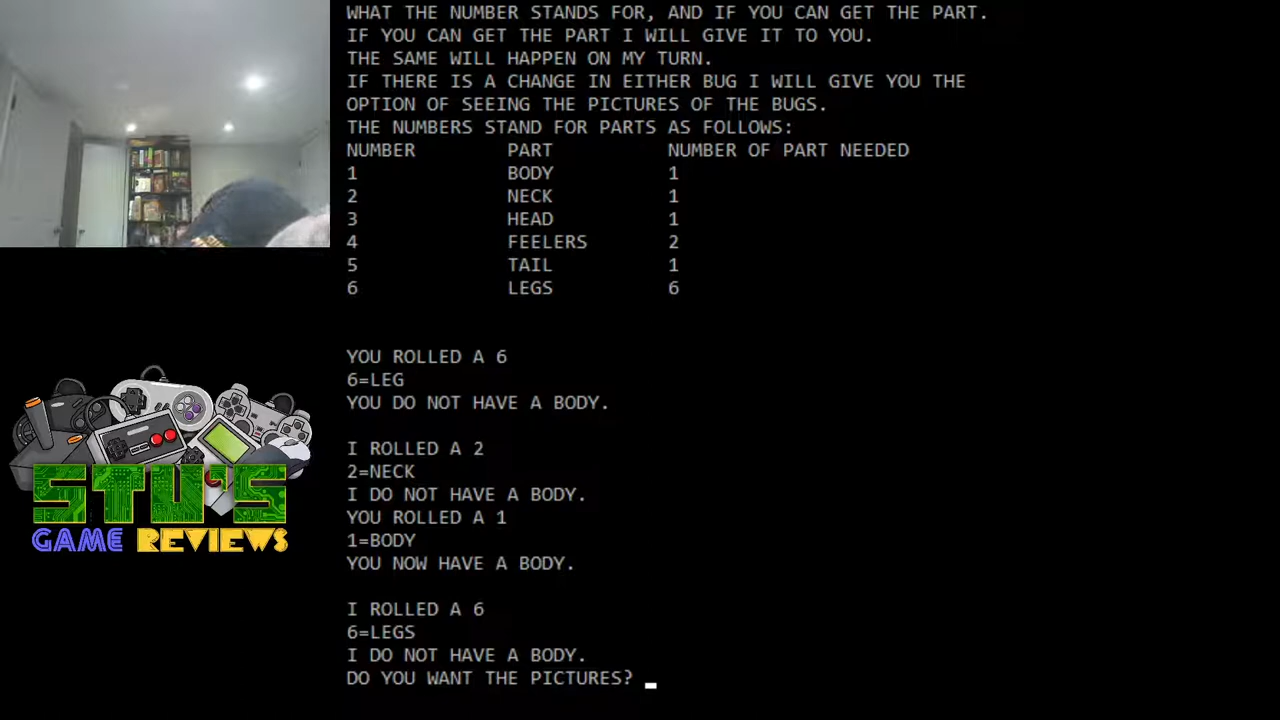 WHAT THE NUMBER STANDS FOR, AND IF YOU CAN GET THE PART.
IF YOU CAN GET THE PART I WILL GIVE IT TO YOU.
THE SAME WILL HAPPEN ON MY TURN.
IF THERE IS A CHANGE IN EITHER BUG I WILL GIVE YOU THE
OPTION OF SEEING THE PICTURES OF THE BUGS.
THE NUMBERS STAND FOR PARTS AS FOLLOWS:
NUMBER PART NUMBER OF PART NEEDED
1 BODY 1
2 NECK 1
3 HEAD 1
4 FEELERS 2
5 TAIL 1
6 LEGS 6
YOU ROLLED A 6
6=LEG
YOU DO NOT HAVE A BODY.
I ROLLED A 2
2=NECK
I DO NOT HAVE A BODY.
YOU ROLLED A 1
1=BODY
YOU NOW HAVE A BODY.
I ROLLED A 6
6=LEGS
I DO NOT HAVE A BODY.
DO YOU WANT THE PICTURES?
STU'S
GAME REVIEWS